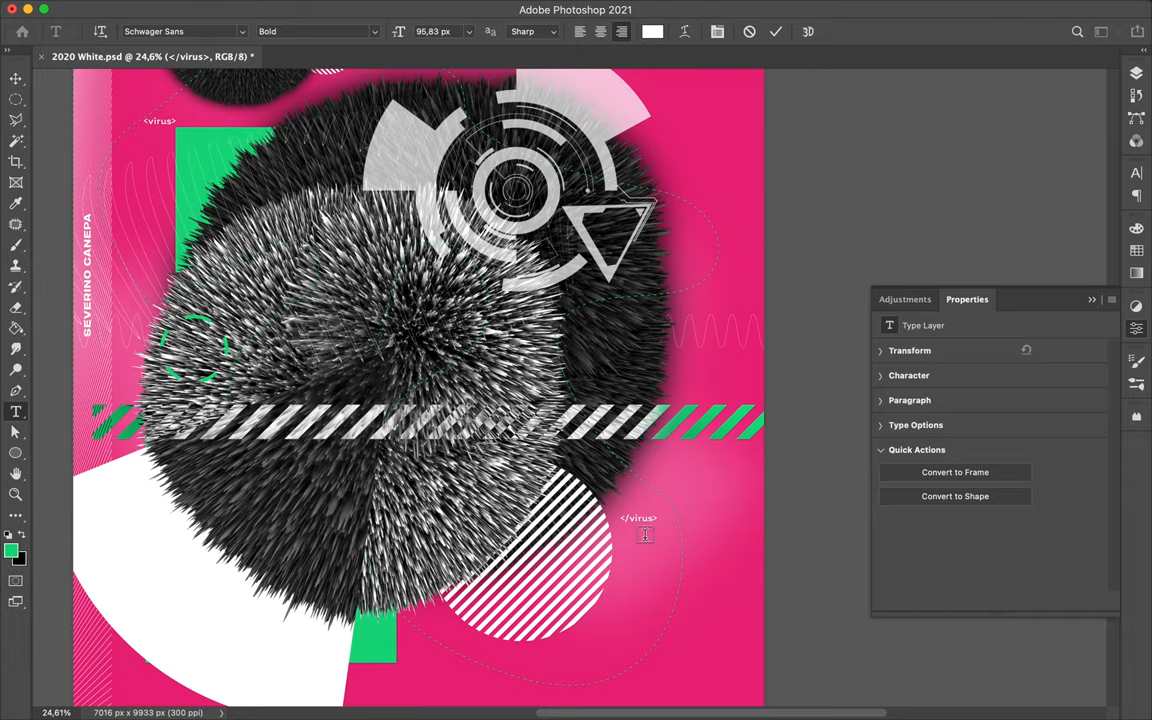 Adobe Photoshop 2021
Schwager Sans
Bold
95,83 px
Sharp
3D
2020 White.psd @ 24,6% (</virus>, RGB/8) *
<virus>
SEVERINO CANEPA
</virus>
Adjustments
Properties
Type Layer
Transform
Character
Paragraph
Type Options
Quick Actions
Convert to Frame
Convert to Shape
24,61%
7016 px x 9933 px (300 ppi)